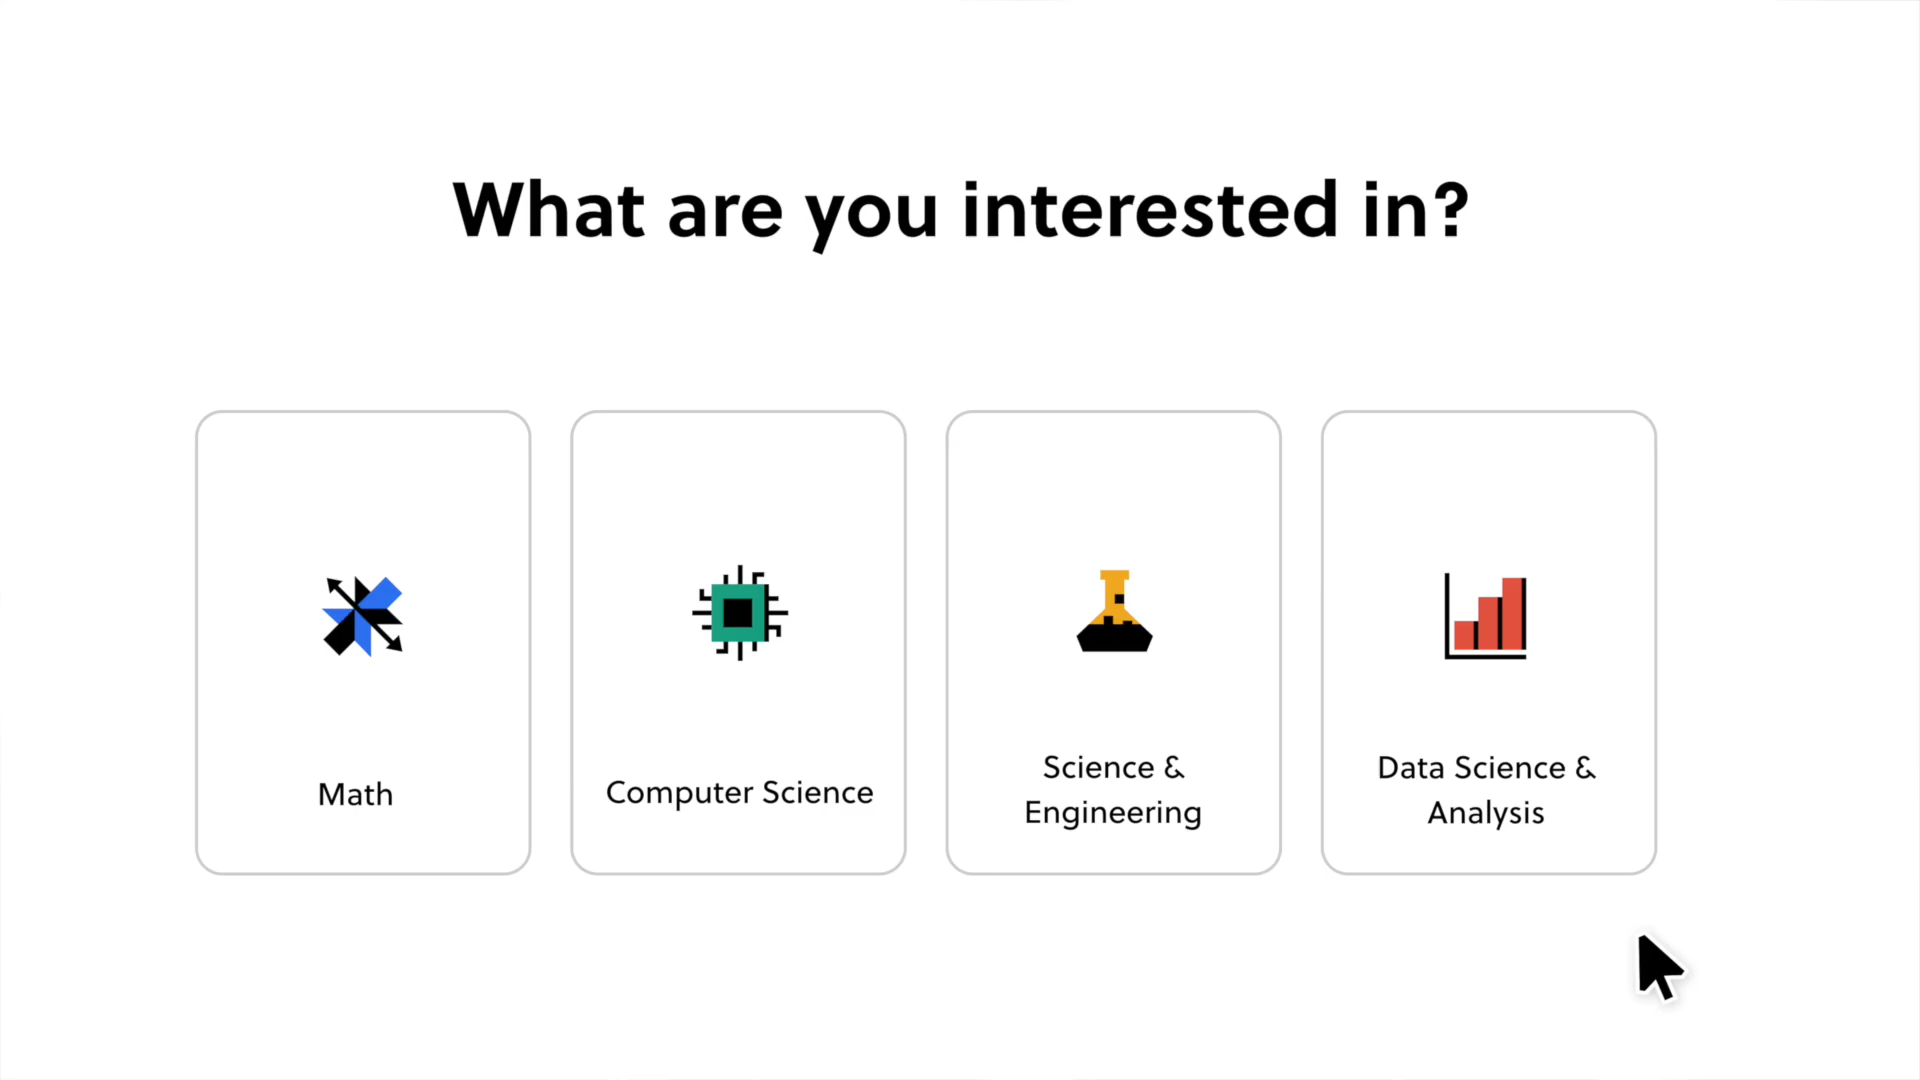 What are you interested in?
Math
Computer Science
Science &
Engineering
Data Science &
Analysis